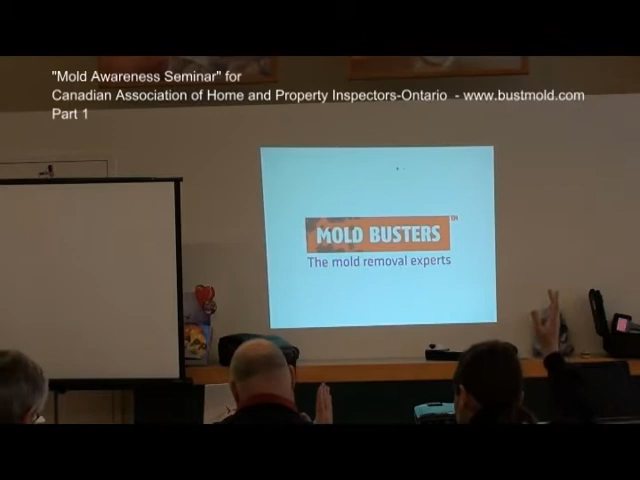 "Mold Awareness Seminar" for
Canadian Association of Home and Property Inspectors-Ontario - www.bustmold.com
Part 1
MOLD BUSTERS SM
The mold removal experts